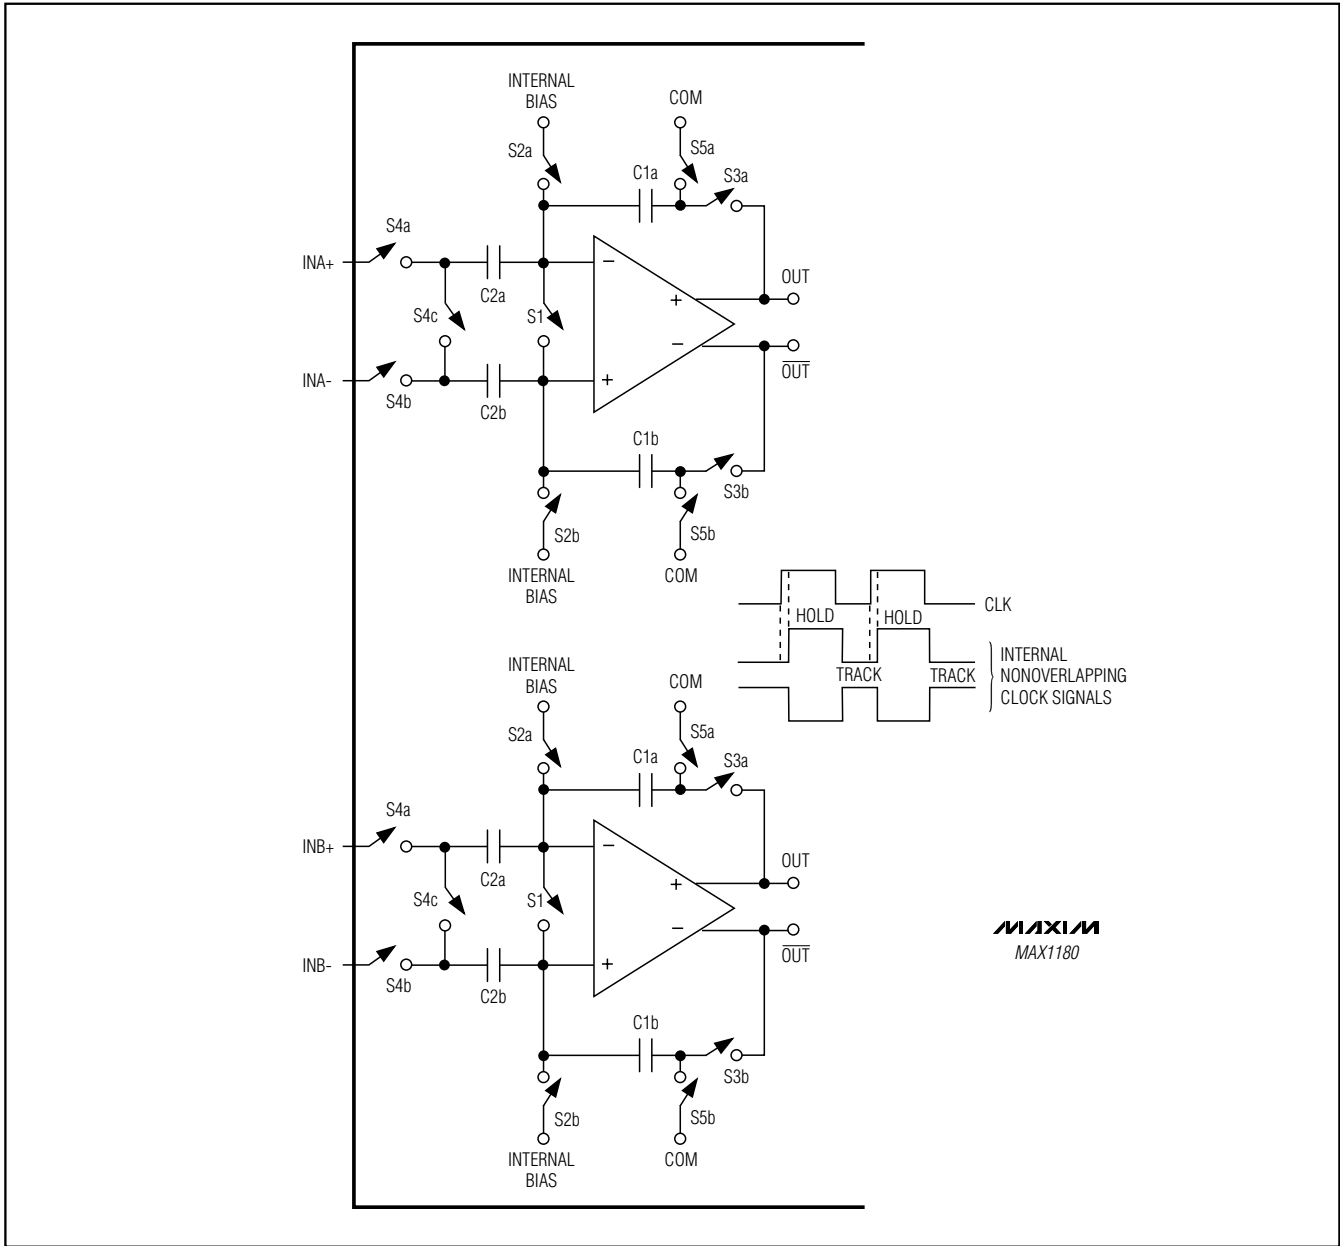 INTERNAL
BIAS
COM
S2a
S5a
C1a
S3a
S4a
INA+
−
OUT
C2a
+
S4c
S1
−
OUT
INA-
+
S4b
C2b
C1b
S3b
S2b
S5b
INTERNAL
BIAS
COM
CLK
HOLD
HOLD
INTERNAL
NONOVERLAPPING
CLOCK SIGNALS
TRACK
TRACK
INTERNAL
BIAS
COM
S2a
S5a
C1a
S3a
S4a
INB+
−
OUT
C2a
+
S4c
S1
−
OUT
INB-
+
S4b
C2b
MAXIM
MAX1180
C1b
S3b
S2b
S5b
INTERNAL
BIAS
COM